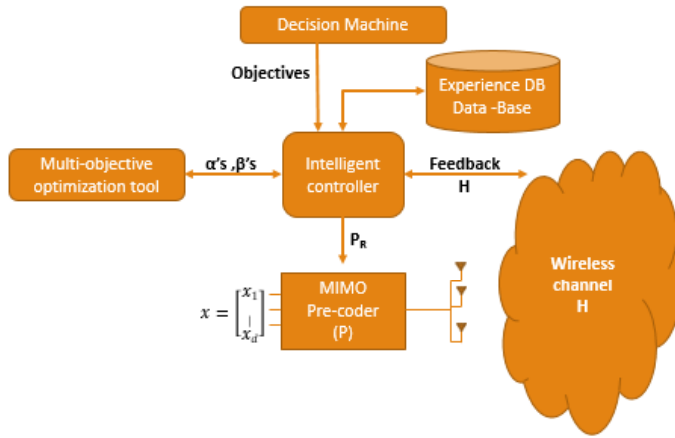 Decision Machine
Objectives
Experience DB
Data -Base
Multi-objective
optimization tool
α's ,β's
Intelligent
controller
Feedback
H
P_R
Wireless
channel
H
MIMO
Pre-coder
(P)
x = [x₁
|
x_d]